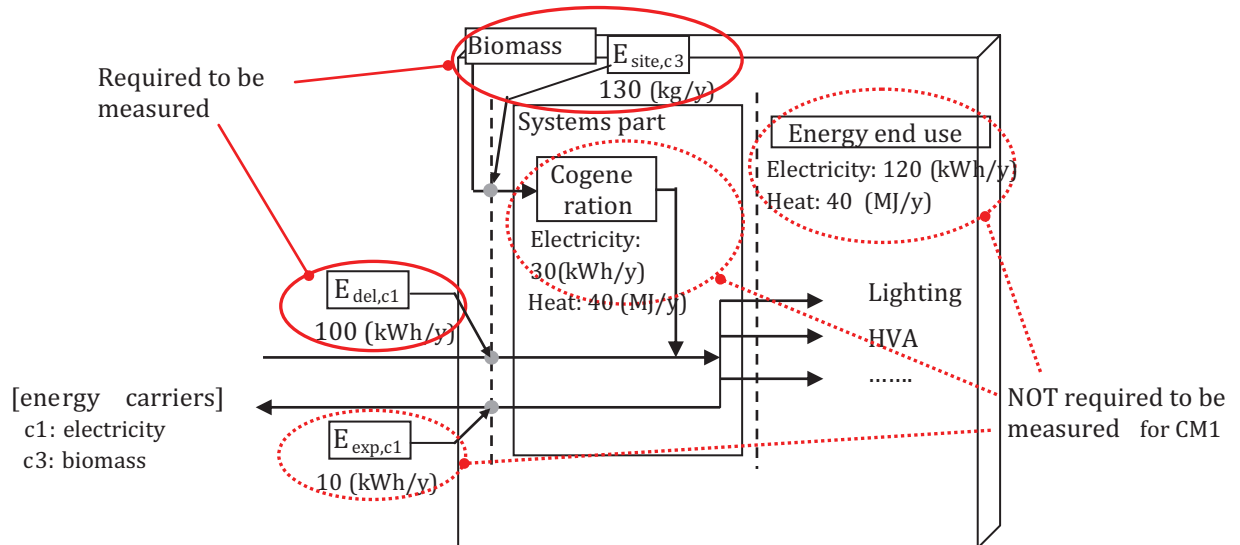 Biomass
E site,c3
130 (kg/y)
Required to be
measured
Systems part
Energy end use
Electricity: 120 (kWh/y)
Heat: 40 (MJ/y)
Cogene
ration
Electricity:
30(kWh/y)
Heat: 40 (MJ/y)
E del,c1
100 (kWh/y)
Lighting
HVA
.......
[energy carriers]
c1: electricity
c3: biomass
E exp,c1
10 (kWh/y)
NOT required to be
measured for CM1